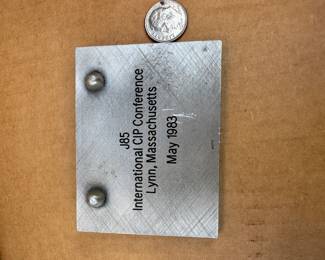 J85
International CIP Conference
Lynn, Massachusetts
May 1983